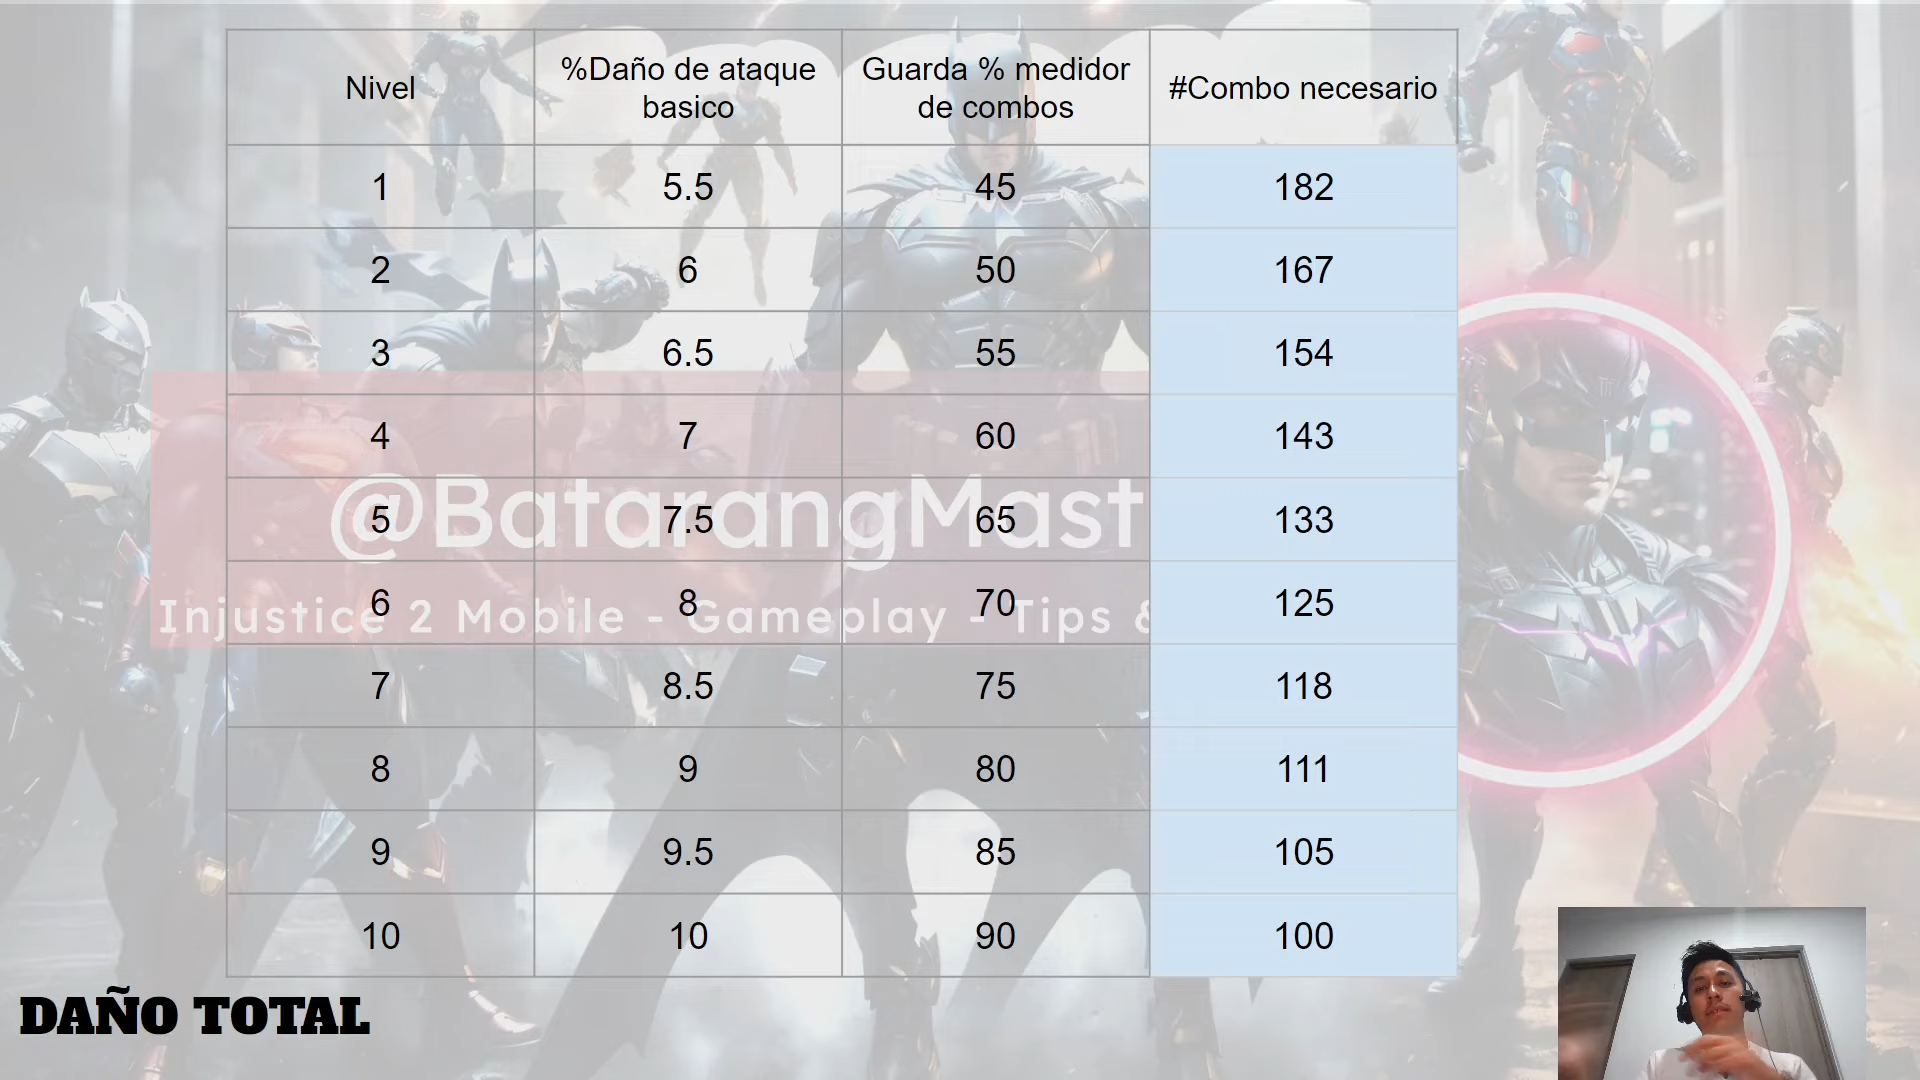 Nivel %Daño de ataque basico Guarda % medidor de combos #Combo necesario
1 5.5 45 182
2 6 50 167
3 6.5 55 154
4 7 60 143
5 7.5 65 133
6 8 70 125
7 8.5 75 118
8 9 80 111
9 9.5 85 105
10 10 90 100
@BatarangMast
Injustice 2 Mobile - Gameplay - Tips &
DAÑO TOTAL